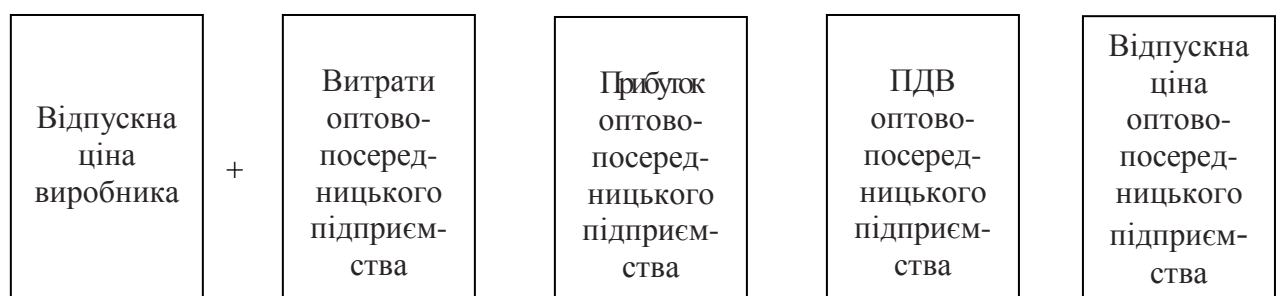 Відпускна
ціна
виробника
+
Витрати
оптово-
посеред-
ницького
підприєм-
ства
Прибуток
оптово-
посеред-
ницького
підприєм-
ства
ПДВ
оптово-
посеред-
ницького
підприєм-
ства
Відпускна
ціна
оптово-
посеред-
ницького
підприєм-
ства